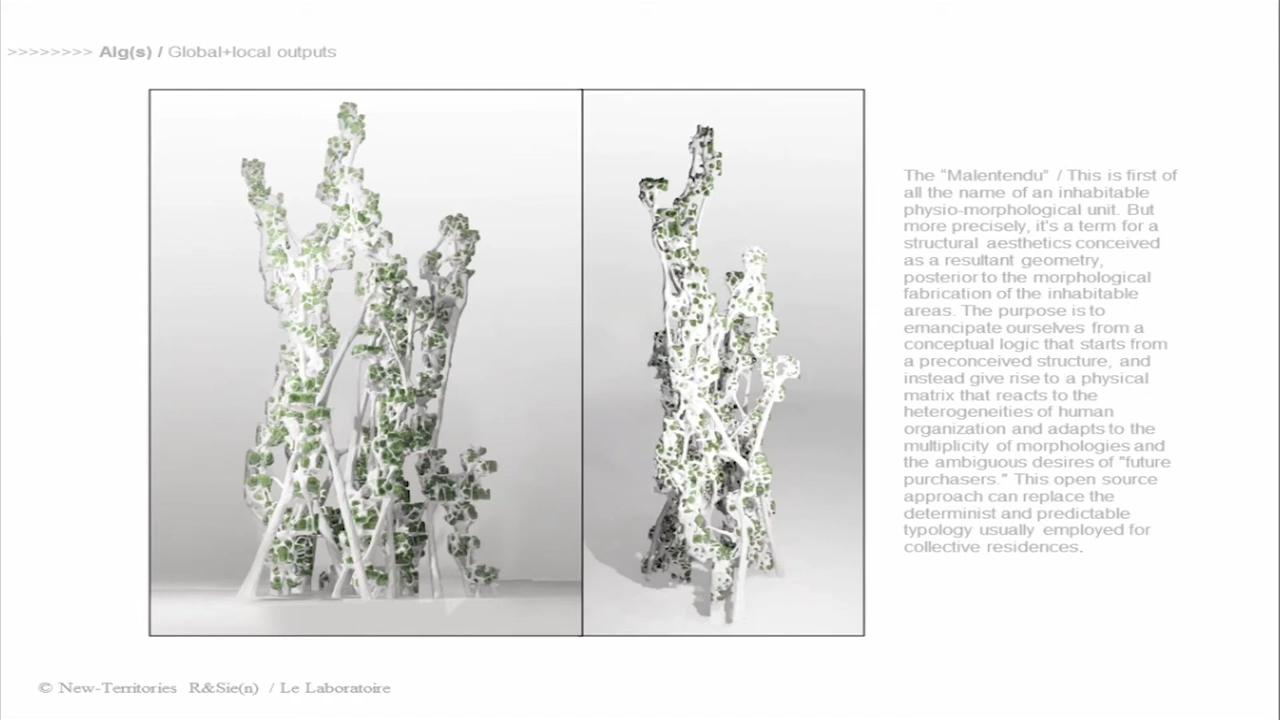 >>>>>>>> Alg(s) / Global+local outputs
The "Malentendu" / This is first of
all the name of an inhabitable
physio-morphological unit. But
more precisely, it's a term for a
structural aesthetics conceived
as a resultant geometry,
posterior to the morphological
fabrication of the inhabitable
areas. The purpose is to
emancipate ourselves from a
conceptual logic that starts from
a preconceived structure, and
instead give rise to a physical
matrix that reacts to the
heterogeneities of human
organization and adapts to the
multiplicity of morphologies and
the ambiguous desires of "future
purchasers." This open source
approach can replace the
determinist and predictable
typology usually employed for
collective residences.
© New-Territories R&Sie(n) / Le Laboratoire